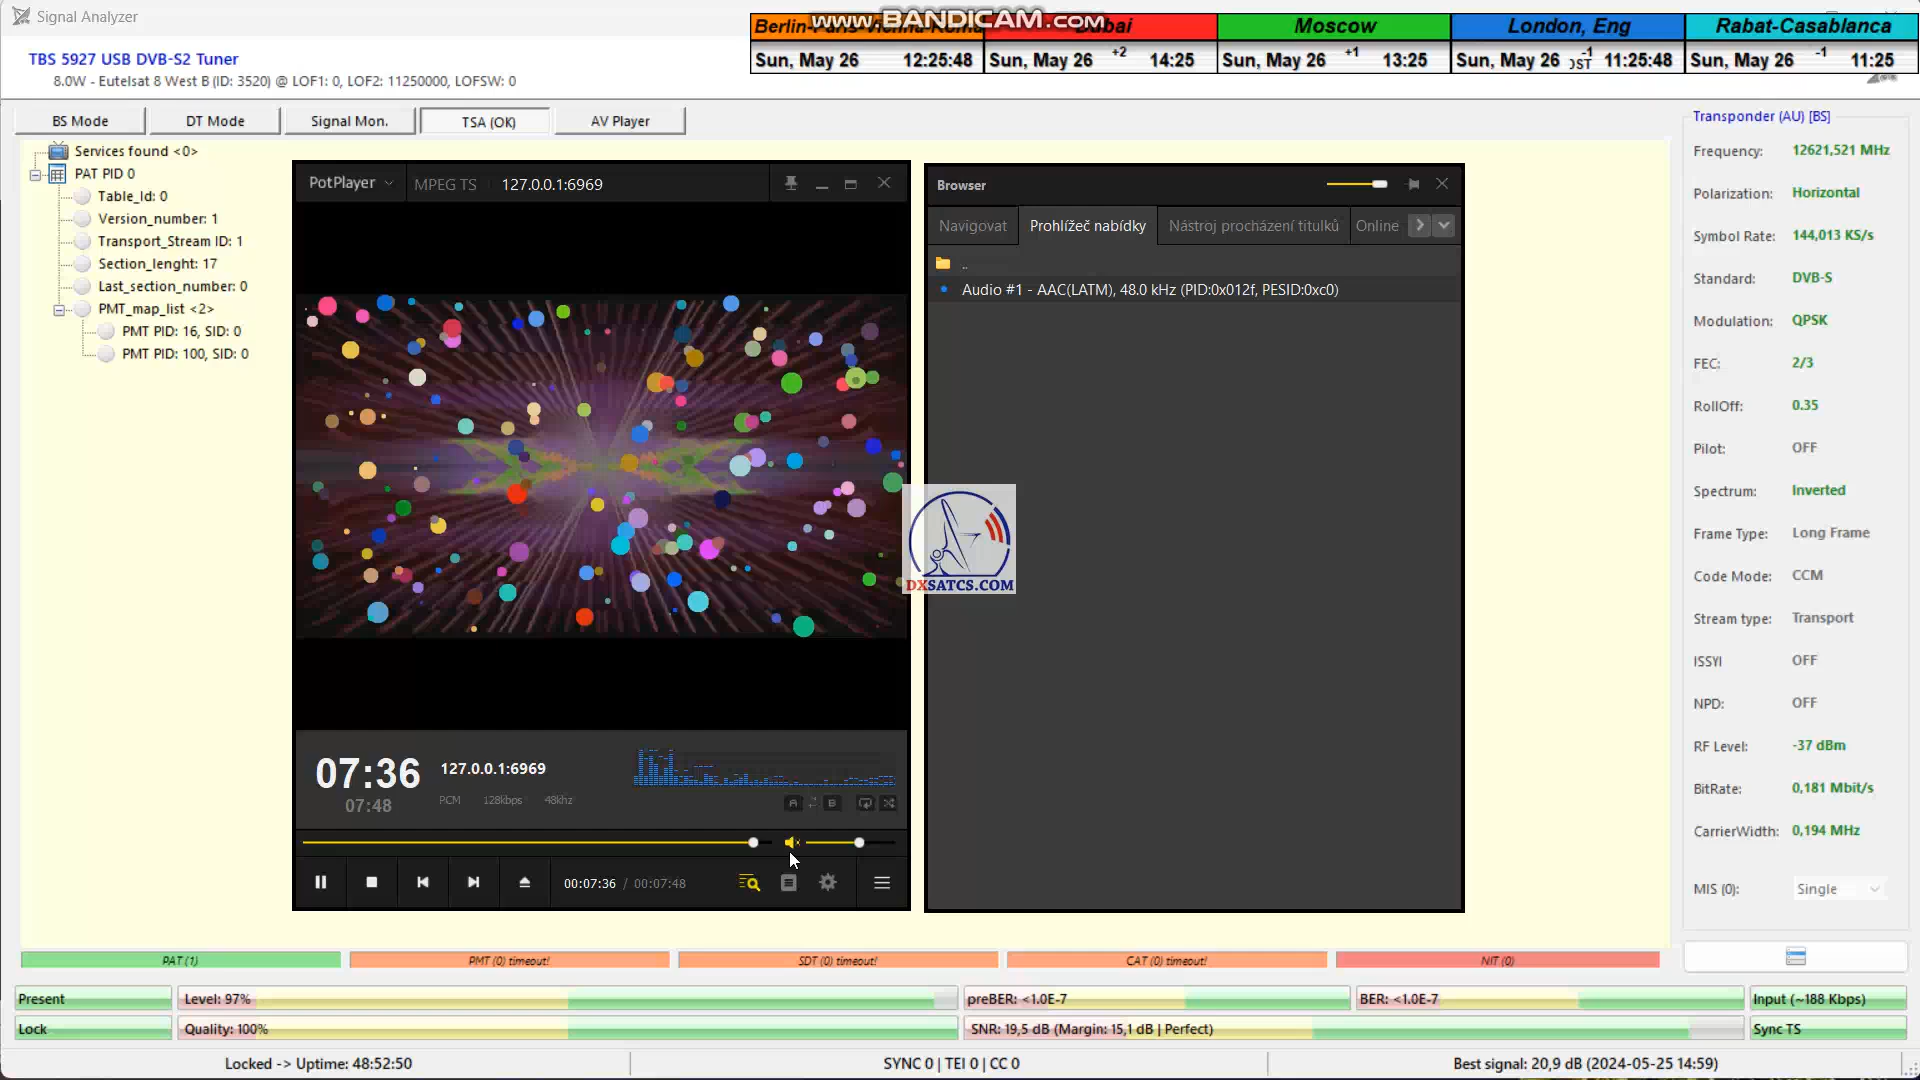 Signal Analyzer
www.BANDICAM.com
Berlin-Paris-Vienna-Roma
Moscow
London, Eng
Rabat-Casablanca
Sun, May 26 12:25:48
Sun, May 26 +2 14:25
Sun, May 26 +1 13:25
Sun, May 26 -1 DST 11:25:48
Sun, May 26 -1 11:25
TBS 5927 USB DVB-S2 Tuner
8.0W - Eutelsat 8 West B (ID: 3520) @ LOF1: 0, LOF2: 11250000, LOFSW: 0
BS Mode
DT Mode
Signal Mon.
TSA (OK)
AV Player
Services found <0>
PAT PID 0
Table_Id: 0
Version_number: 1
Transport_Stream ID: 1
Section_lenght: 17
Last_section_number: 0
PMT_map_list <2>
PMT PID: 16, SID: 0
PMT PID: 100, SID: 0
PotPlayer
MPEG TS
127.0.0.1:6969
07:36
07:48
127.0.0.1:6969
PCM 128kbps 48khz
A B
00:07:36 / 00:07:48
Browser
Navigovat
Prohlížeč nabídky
Nástroj procházení titulků
Online
..
Audio #1 - AAC(LATM), 48.0 kHz (PID:0x012f, PESID:0xc0)
DXSATCS.COM
Transponder (AU) [BS]
Frequency: 12621,521 MHz
Polarization: Horizontal
Symbol Rate: 144,013 KS/s
Standard: DVB-S
Modulation: QPSK
FEC: 2/3
RollOff: 0.35
Pilot: OFF
Spectrum: Inverted
Frame Type: Long Frame
Code Mode: CCM
Stream type: Transport
ISSYI OFF
NPD: OFF
RF Level: -37 dBm
BitRate: 0,181 Mbit/s
CarrierWidth: 0,194 MHz
MIS (0): Single
PAT (1)
PMT (0) timeout!
SDT (0) timeout!
CAT (0) timeout!
NIT (0)
Present
Level: 97%
preBER: <1.0E-7
BER: <1.0E-7
Input (~188 Kbps)
Lock
Quality: 100%
SNR: 19,5 dB (Margin: 15,1 dB | Perfect)
Sync TS
Locked -> Uptime: 48:52:50
SYNC 0 | TEI 0 | CC 0
Best signal: 20,9 dB (2024-05-25 14:59)